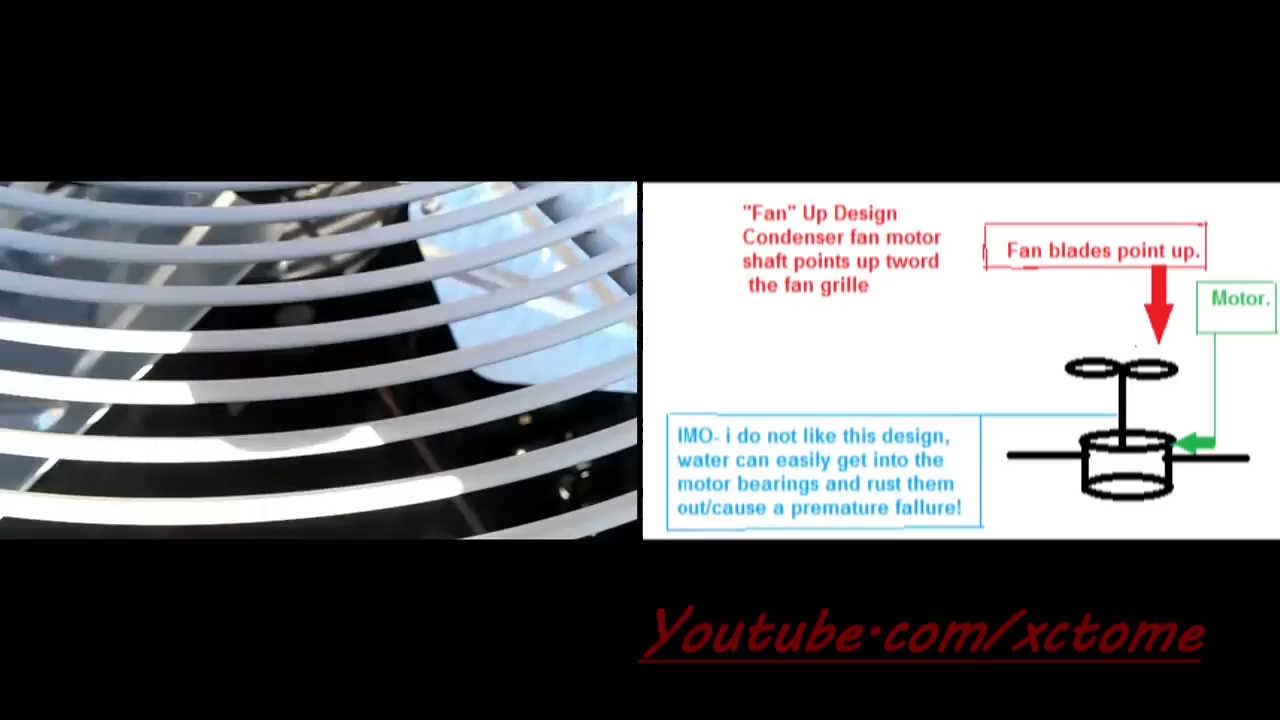 "Fan" Up Design
Condenser fan motor
shaft points up tword
the fan grille
Fan blades point up.
Motor.
IMO- i do not like this design,
water can easily get into the
motor bearings and rust them
out/cause a premature fallure!
Youtube.com/xctome